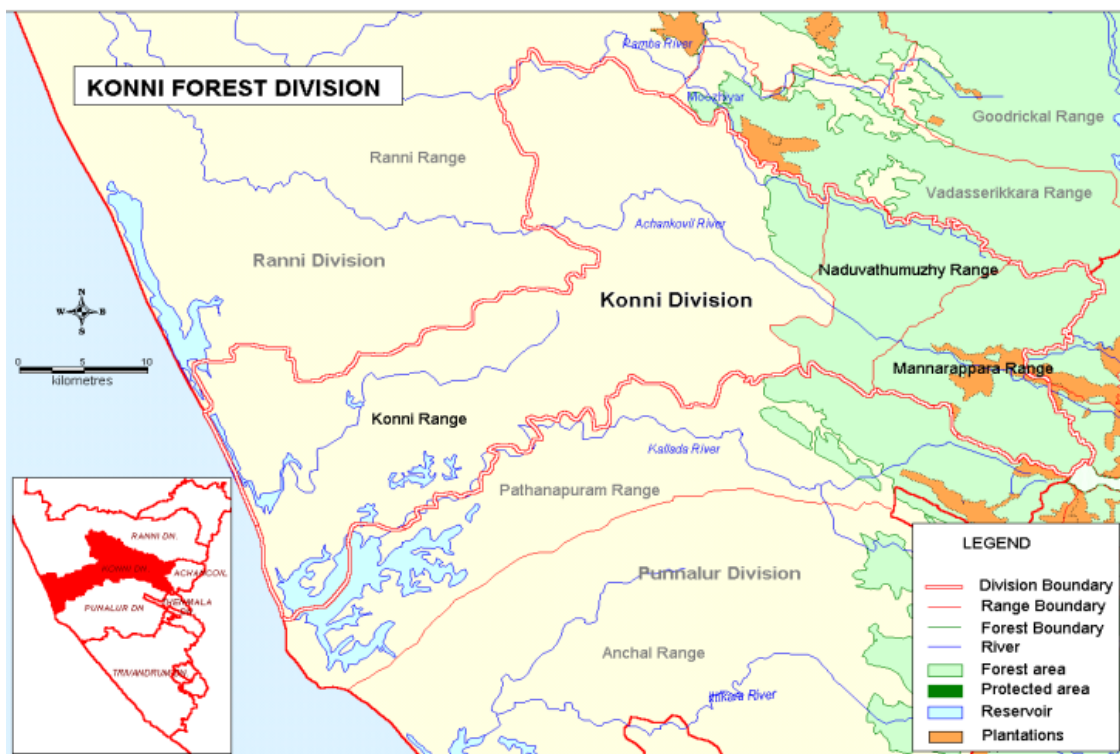 KONNI FOREST DIVISION
Pamba River
Moozhiyar
Goodrickal Range
Ranni Range
Vadasserikkara Range
Achankovil River
Ranni Division
Naduvathumuzhy Range
Konni Division
N
W
S
0 5 10
kilometres
Mannarappara Range
Konni Range
Kallada River
Pathanapuram Range
Punnalur Division
Anchal Range
Ithikara River
RANNI DN.
KONNI DN.
ACHANCOIL
PUNALUR DN
TRIVANDRUM DN.
LEGEND
Division Boundary
Range Boundary
Forest Boundary
River
Forest area
Protected area
Reservoir
Plantations